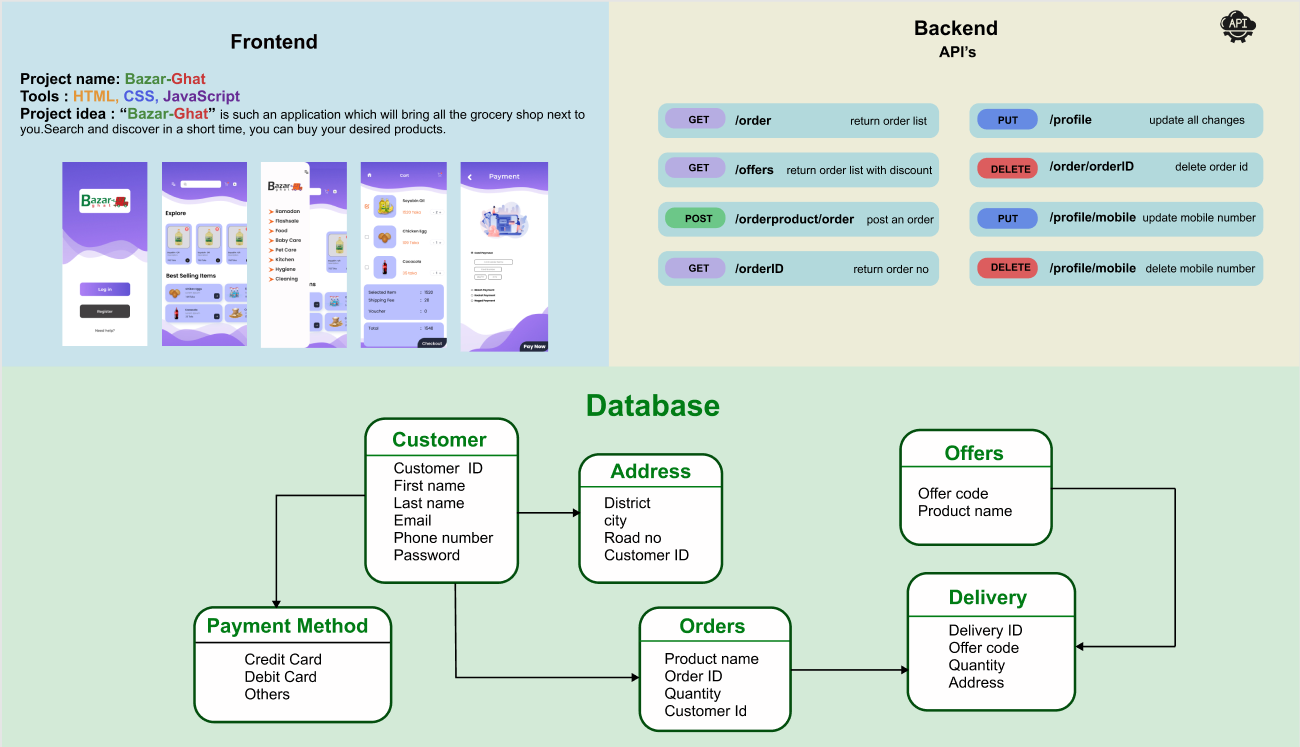 Frontend
Project name: Bazar-Ghat
Tools : HTML, CSS, JavaScript
Project idea : “Bazar-Ghat” is such an application which will bring all the grocery shop next to
you.Search and discover in a short time, you can buy your desired products.
Bazar-
ghat
Log in
Register
Need help?
Explore
Best Selling Items
Bazar-
ghat
Ramadan
Flashsale
Food
Baby Care
Pet Care
Kitchen
Hygiene
Cleaning
Cart
Soyabin Oil
Chicken Egg
Cocacola
Selected Item : 1520
Shipping Fee : 28
Voucher : 0
Total : 1548
Checkout
Payment
Pay Now
Backend
API’s
API
GET /order return order list
GET /offers return order list with discount
POST /orderproduct/order post an order
GET /orderID return order no
PUT /profile update all changes
DELETE /order/orderID delete order id
PUT /profile/mobile update mobile number
DELETE /profile/mobile delete mobile number
Database
Customer
Customer ID
First name
Last name
Email
Phone number
Password
Address
District
city
Road no
Customer ID
Offers
Offer code
Product name
Payment Method
Credit Card
Debit Card
Others
Orders
Product name
Order ID
Quantity
Customer Id
Delivery
Delivery ID
Offer code
Quantity
Address